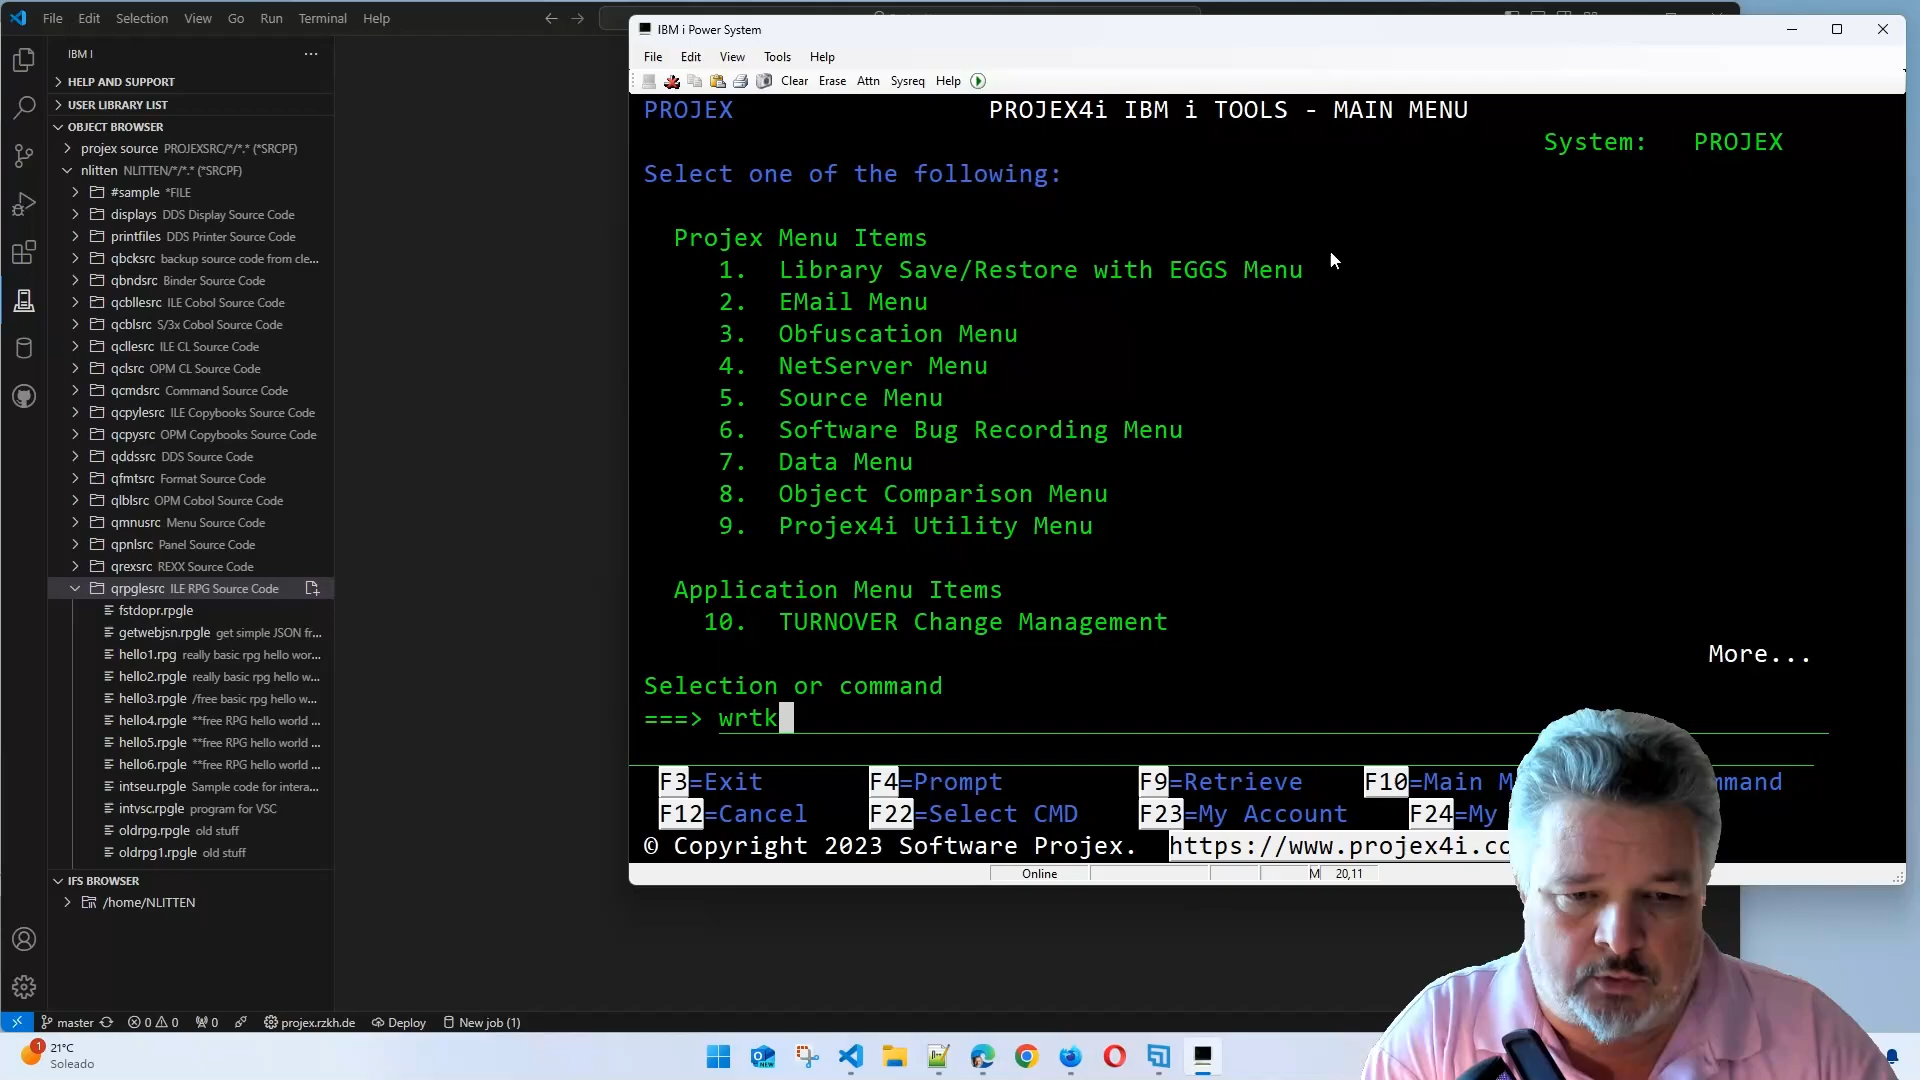 File Edit Selection View Go Run Terminal Help
IBM I
HELP AND SUPPORT
USER LIBRARY LIST
OBJECT BROWSER
projex source PROJEXSRC/*/*.* (*SRCPF)
nlitten NLITTEN/*/*.* (*SRCPF)
#sample *FILE
displays DDS Display Source Code
printfiles DDS Printer Source Code
qbcksrc backup source code from cle...
qbndsrc Binder Source Code
qcbllesrc ILE Cobol Source Code
qcblsrc S/3x Cobol Source Code
qcllesrc ILE CL Source Code
qclsrc OPM CL Source Code
qcmdsrc Command Source Code
qcpylesrc ILE Copybooks Source Code
qcpysrc OPM Copybooks Source Code
qddssrc DDS Source Code
qfmtsrc Format Source Code
qlblsrc OPM Cobol Source Code
qmnusrc Menu Source Code
qpnlsrc Panel Source Code
qrexsrc REXX Source Code
qrpglesrc ILE RPG Source Code
fstdopr.rpgle
getwebjsn.rpgle get simple JSON fr...
hello1.rpg really basic rpg hello wor...
hello2.rpgle really basic rpg hello wor...
hello3.rpgle /free basic rpg hello w...
hello4.rpgle **free RPG hello world ...
hello5.rpgle **free RPG hello world ...
hello6.rpgle **free RPG hello world ...
intseu.rpgle Sample code for intera...
intvsc.rpgle program for VSC
oldrpg.rpgle old stuff
oldrpg1.rpgle old stuff
IFS BROWSER
/home/NLITTEN
IBM i Power System
File Edit View Tools Help
Clear Erase Attn Sysreq Help
PROJEX PROJEX4i IBM i TOOLS - MAIN MENU
System: PROJEX
Select one of the following:
Projex Menu Items
1. Library Save/Restore with EGGS Menu
2. EMail Menu
3. Obfuscation Menu
4. NetServer Menu
5. Source Menu
6. Software Bug Recording Menu
7. Data Menu
8. Object Comparison Menu
9. Projex4i Utility Menu
Application Menu Items
10. TURNOVER Change Management
More...
Selection or command
===> wrtk
F3=Exit F4=Prompt F9=Retrieve F10=Main M mmand
F12=Cancel F22=Select CMD F23=My Account F24=My
© Copyright 2023 Software Projex. https://www.projex4i.co
Online M 20,11
master 0 0 0 projex.rzkh.de Deploy New job (1)
1 21°C
Soleado
NEW